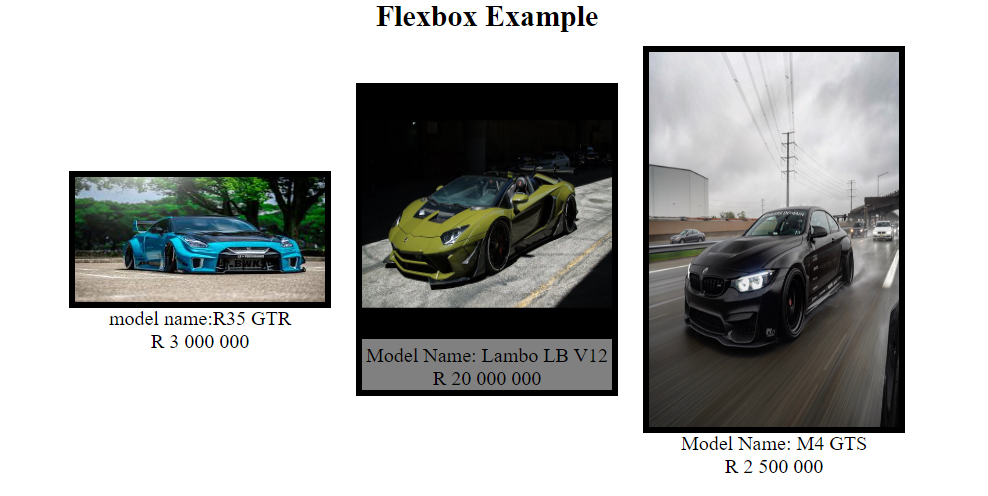 Flexbox Example
LBWK
model name:R35 GTR
R 3 000 000
Model Name: Lambo LB V12
R 20 000 000
Model Name: M4 GTS
R 2 500 000